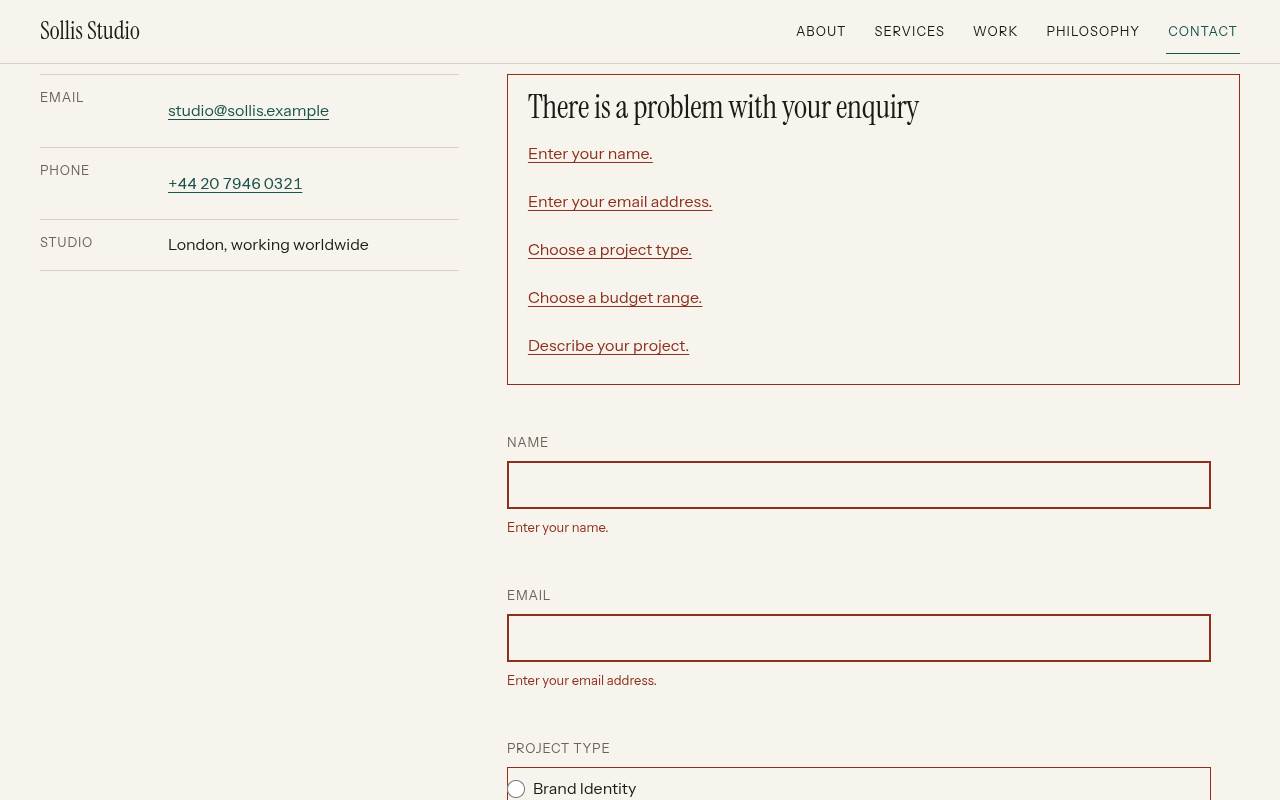 Sollis Studio
ABOUT SERVICES WORK PHILOSOPHY CONTACT
EMAIL
studio@sollis.example
PHONE
+44 20 7946 0321
STUDIO
London, working worldwide
There is a problem with your enquiry
Enter your name.
Enter your email address.
Choose a project type.
Choose a budget range.
Describe your project.
NAME
Enter your name.
EMAIL
Enter your email address.
PROJECT TYPE
Brand Identity